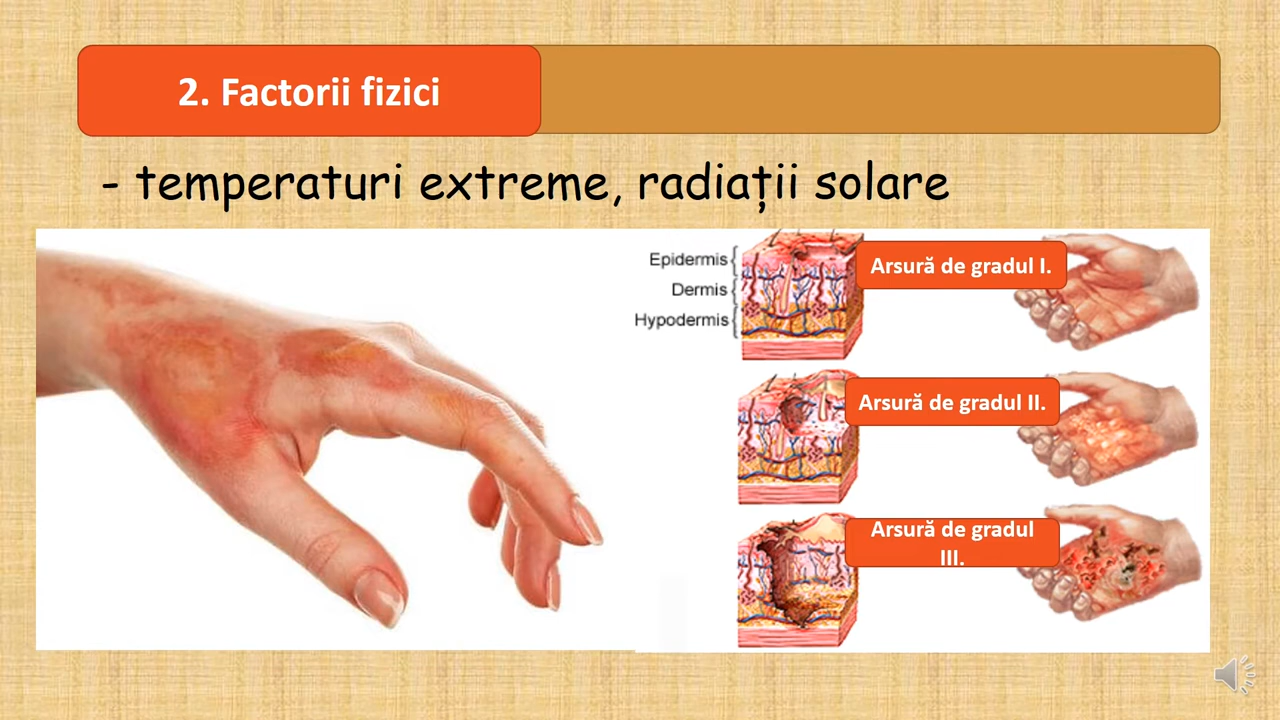 2. Factorii fizici
- temperaturi extreme, radiații solare
Epidermis
Dermis
Hypodermis
Arsură de gradul I.
Arsură de gradul II.
Arsură de gradul
III.